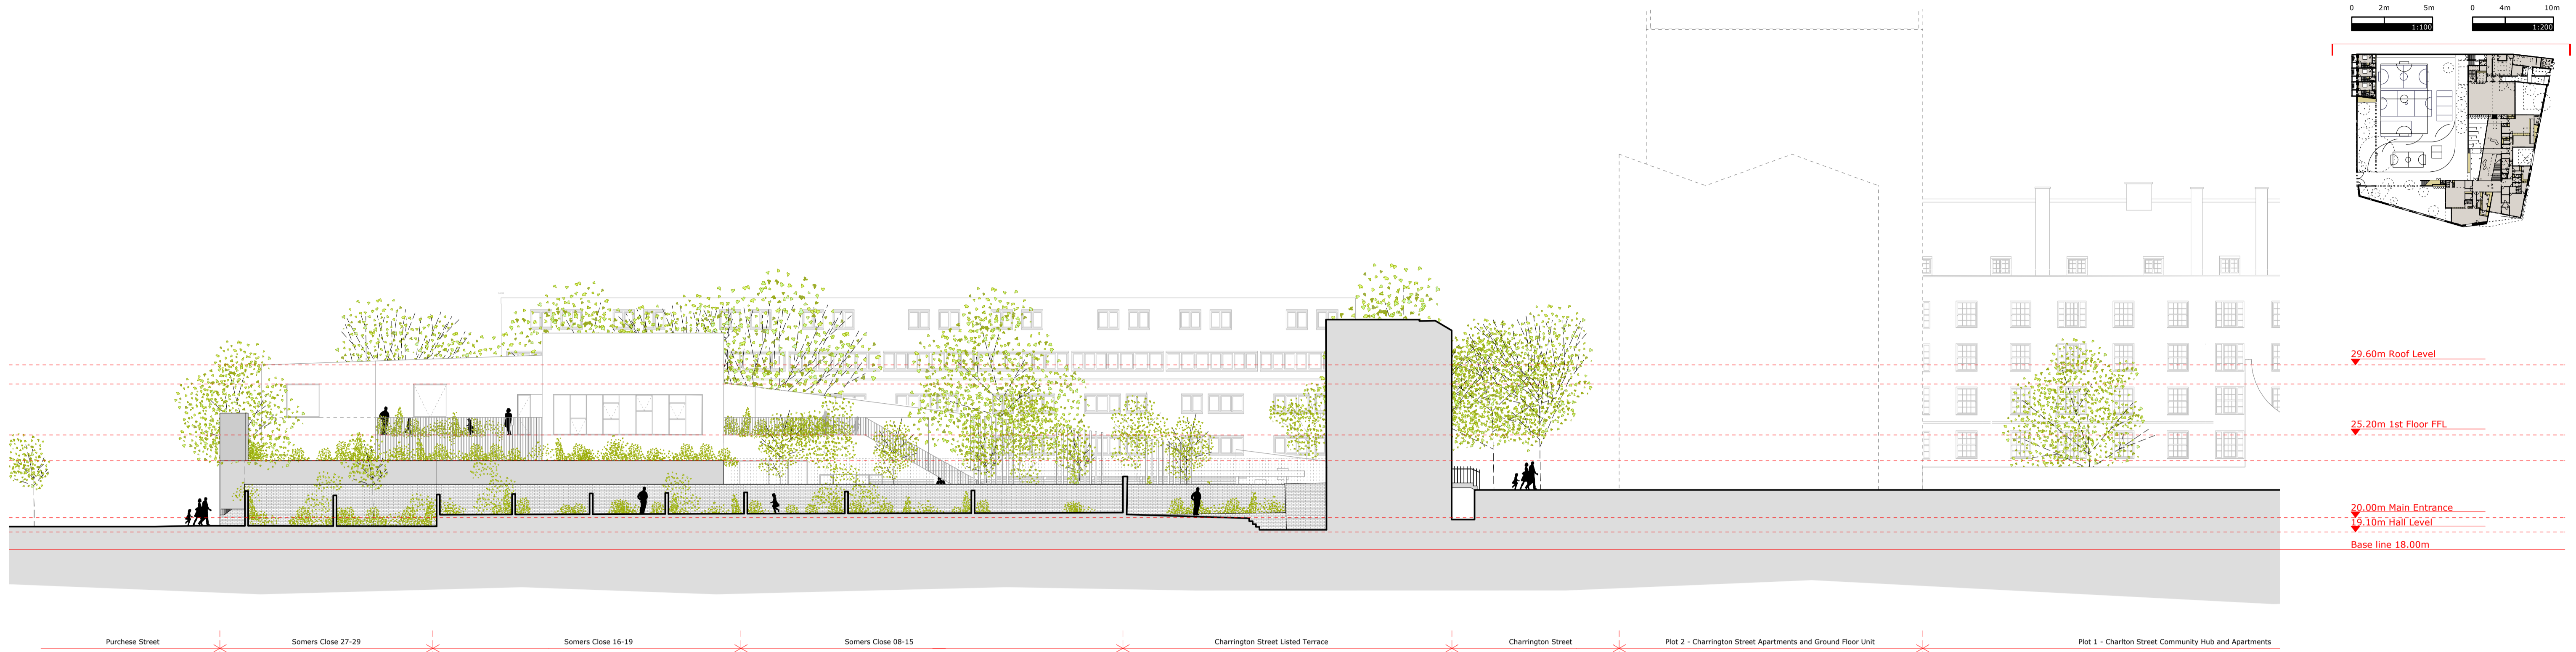 0 2m 5m
1:100
0 4m 10m
1:200
29.60m Roof Level
25.20m 1st Floor FFL
20.00m Main Entrance
19.10m Hall Level
Base line 18.00m
Purchese Street
Somers Close 27-29
Somers Close 16-19
Somers Close 08-15
Charrington Street Listed Terrace
Charrington Street
Plot 2 - Charrington Street Apartments and Ground Floor Unit
Plot 1 - Charlton Street Community Hub and Apartments